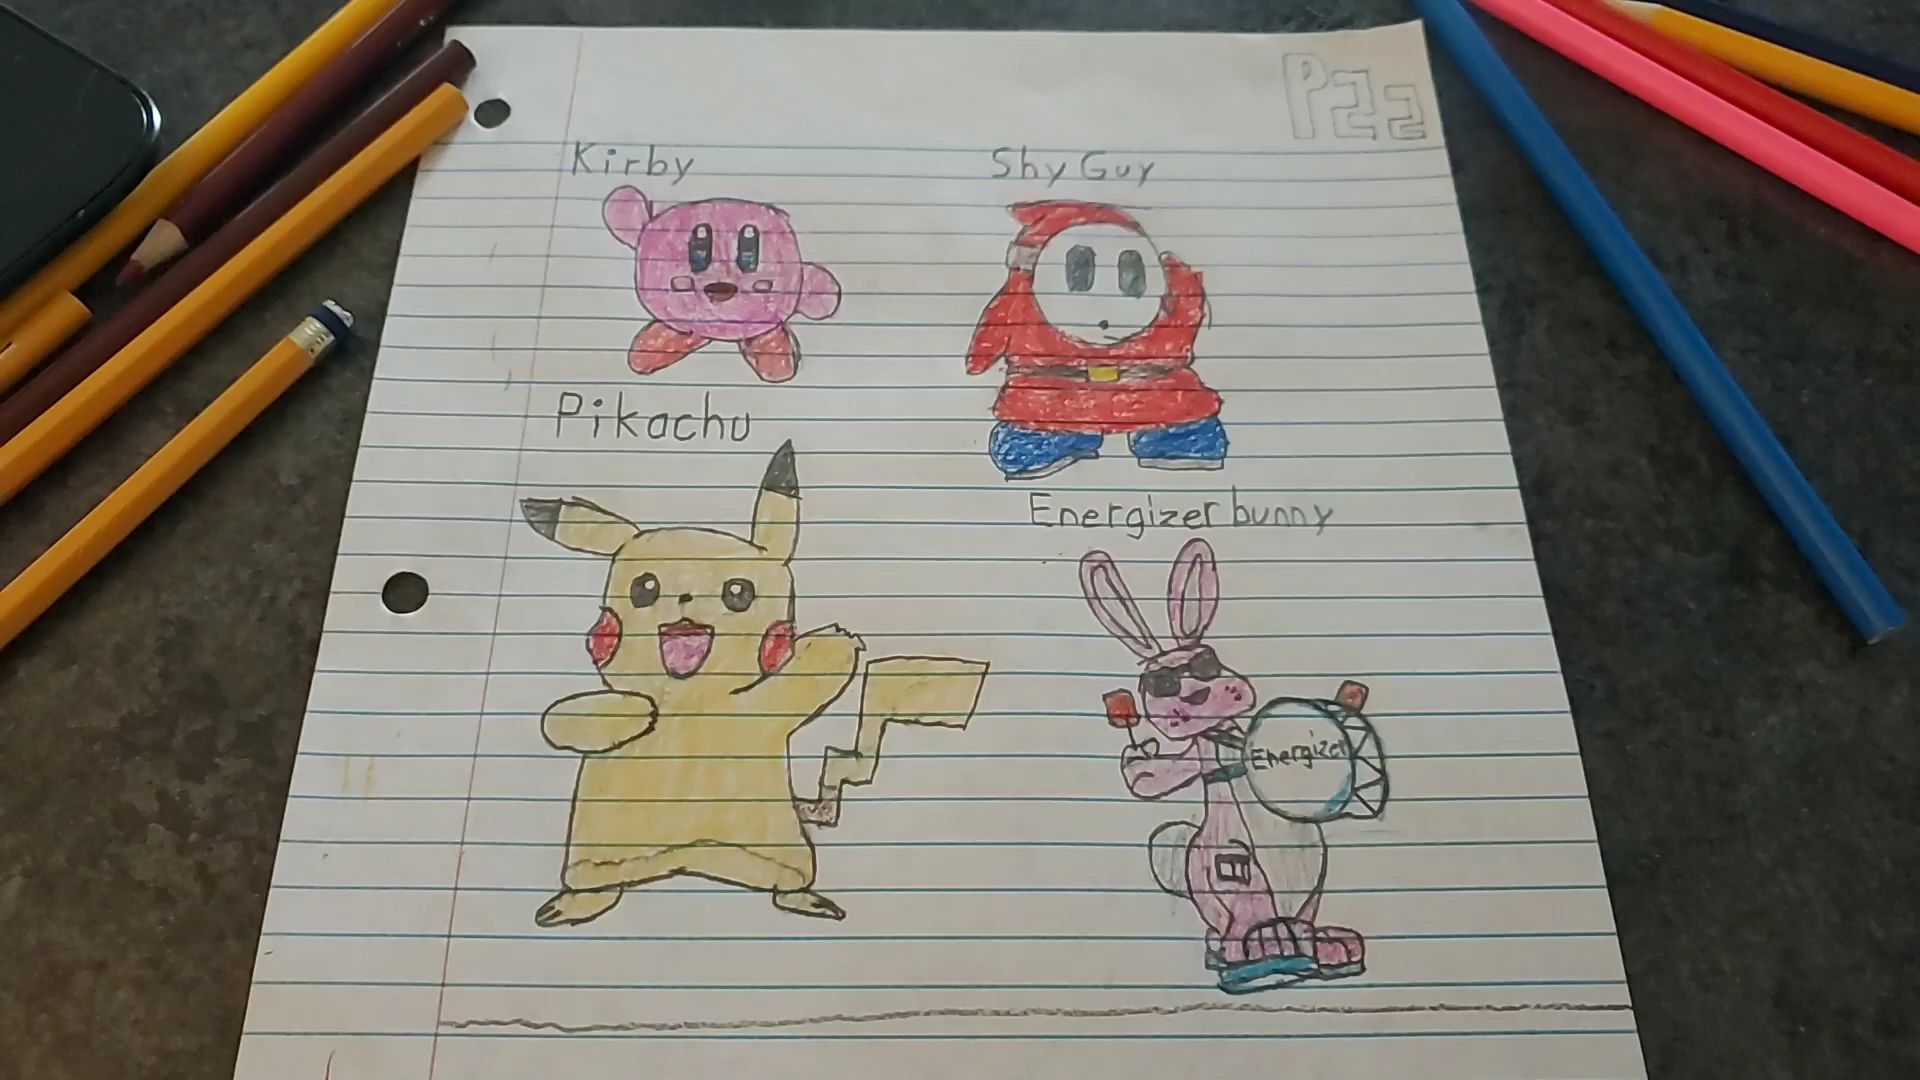 P22
Kirby
Shy Guy
Pikachu
Energizer bunny
Energizer